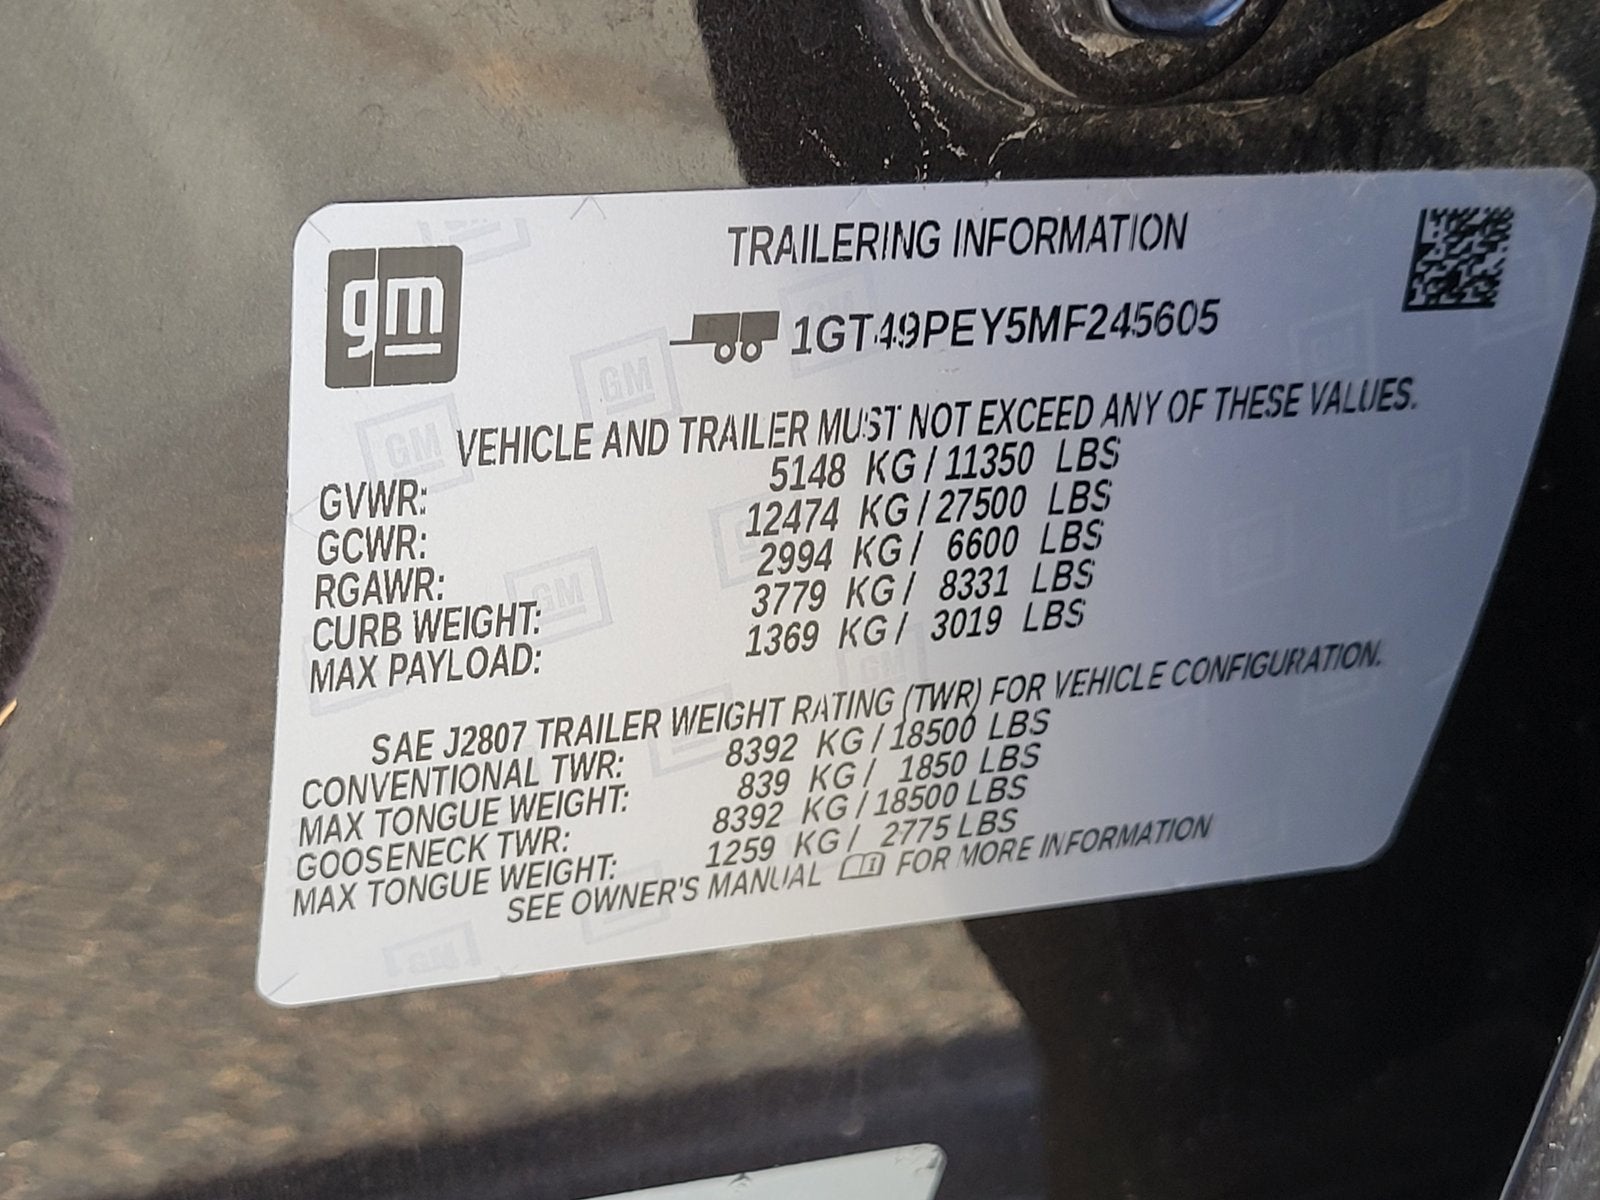 gm
TRAILERING INFORMATION
1GT49PEY5MF245605
VEHICLE AND TRAILER MUST NOT EXCEED ANY OF THESE VALUES.
GVWR: 5148 KG / 11350 LBS
GCWR: 12474 KG / 27500 LBS
RGAWR: 2994 KG / 6600 LBS
CURB WEIGHT: 3779 KG / 8331 LBS
MAX PAYLOAD: 1369 KG / 3019 LBS
SAE J2807 TRAILER WEIGHT RATING (TWR) FOR VEHICLE CONFIGURATION.
CONVENTIONAL TWR: 8392 KG / 18500 LBS
MAX TONGUE WEIGHT: 839 KG / 1850 LBS
GOOSENECK TWR: 8392 KG / 18500 LBS
MAX TONGUE WEIGHT: 1259 KG / 2775 LBS
SEE OWNER'S MANUAL FOR MORE INFORMATION